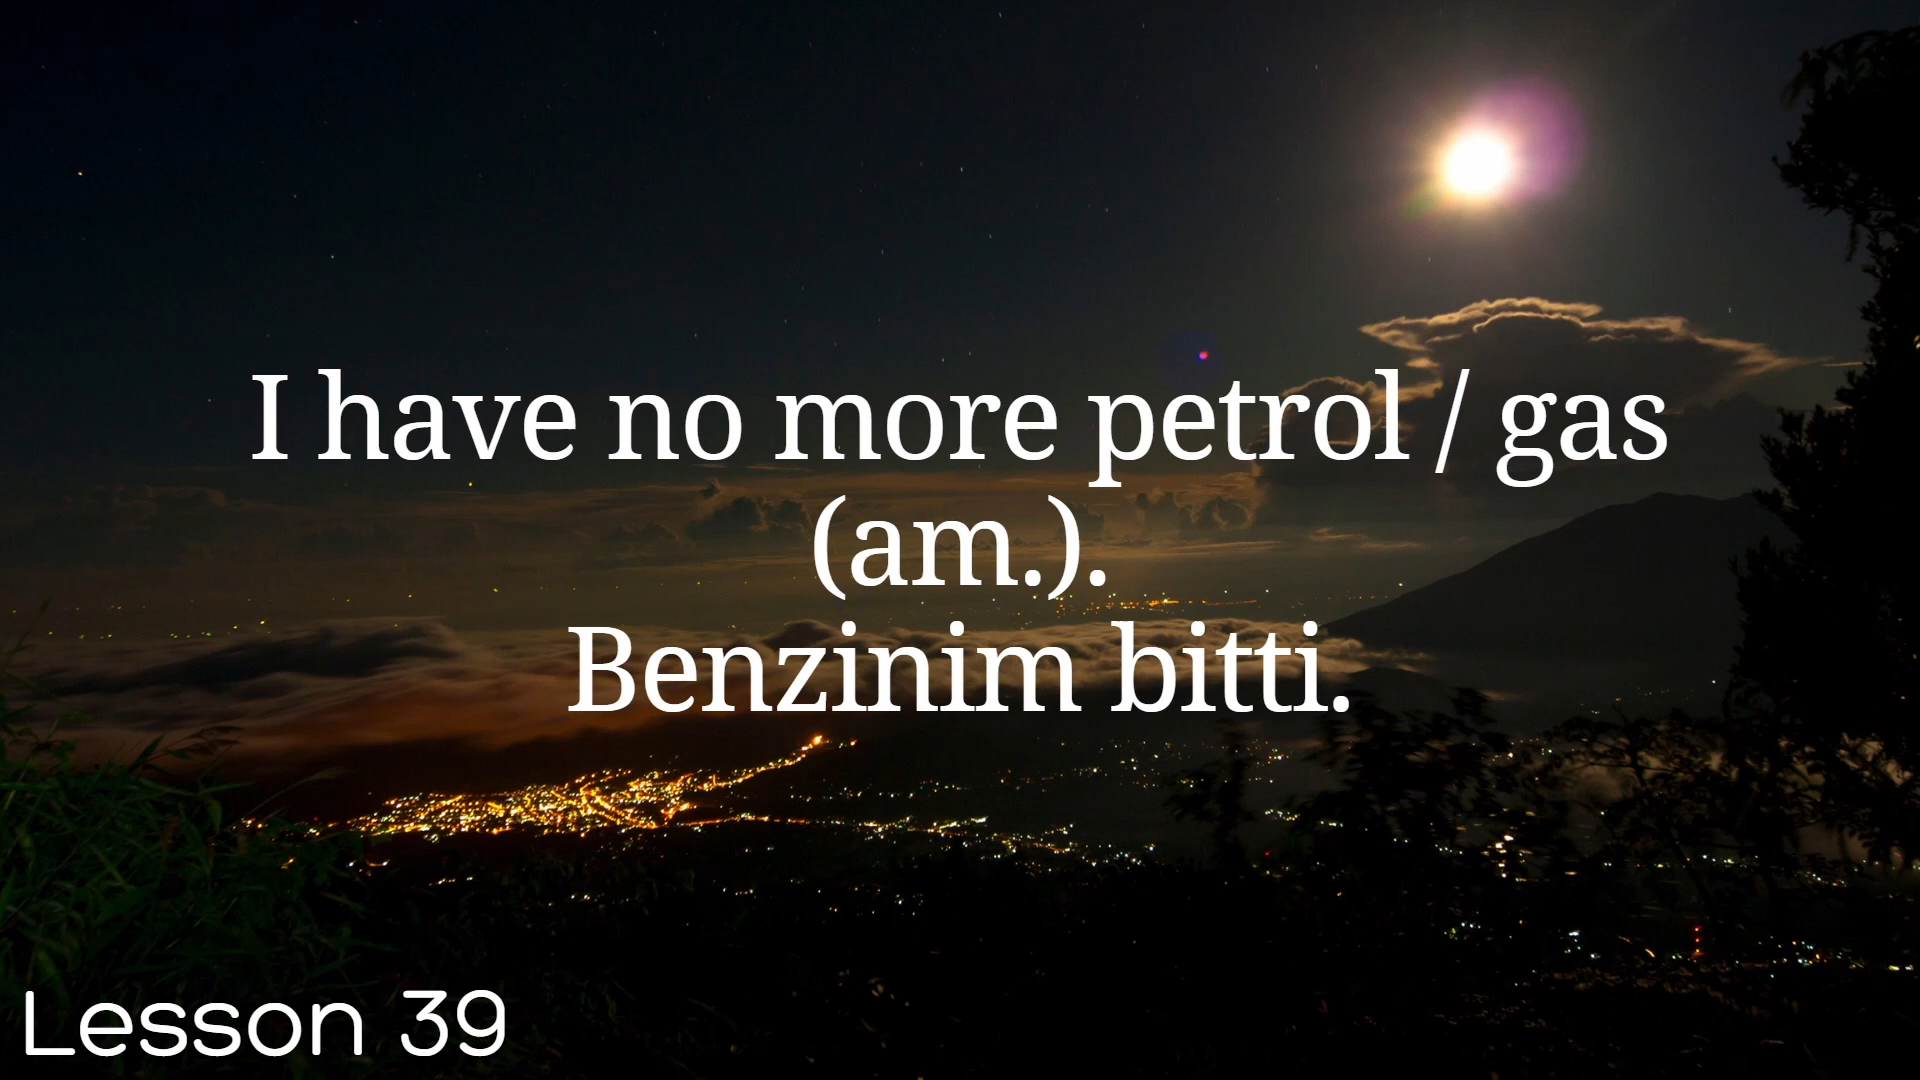 I have no more petrol / gas
(am.).
Benzinim bitti.
Lesson 39